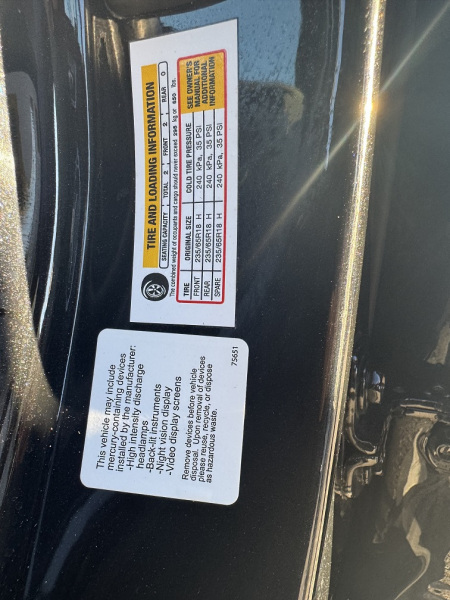 TIRE AND LOADING INFORMATION
SEATING CAPACITY TOTAL 2 FRONT 2 REAR 0
The combined weight of occupants and cargo should never exceed 295 kg or 650 lbs.
TIRE ORIGINAL SIZE COLD TIRE PRESSURE
FRONT 235/65R18 H 240 kPa, 35 PSI
REAR 235/65R18 H 240 kPa, 35 PSI
SPARE 235/65R18 H 240 kPa, 35 PSI
SEE OWNER'S
MANUAL FOR
ADDITIONAL
INFORMATION
This vehicle may include
mercury-containing devices
installed by the manufacturer:
-High intensity discharge
headlamps
-Back-lit instruments
-Night vision display
-Video display screens
Remove devices before vehicle
disposal. Upon removal of devices
please reuse, recycle, or dispose
as hazardous waste.
75651